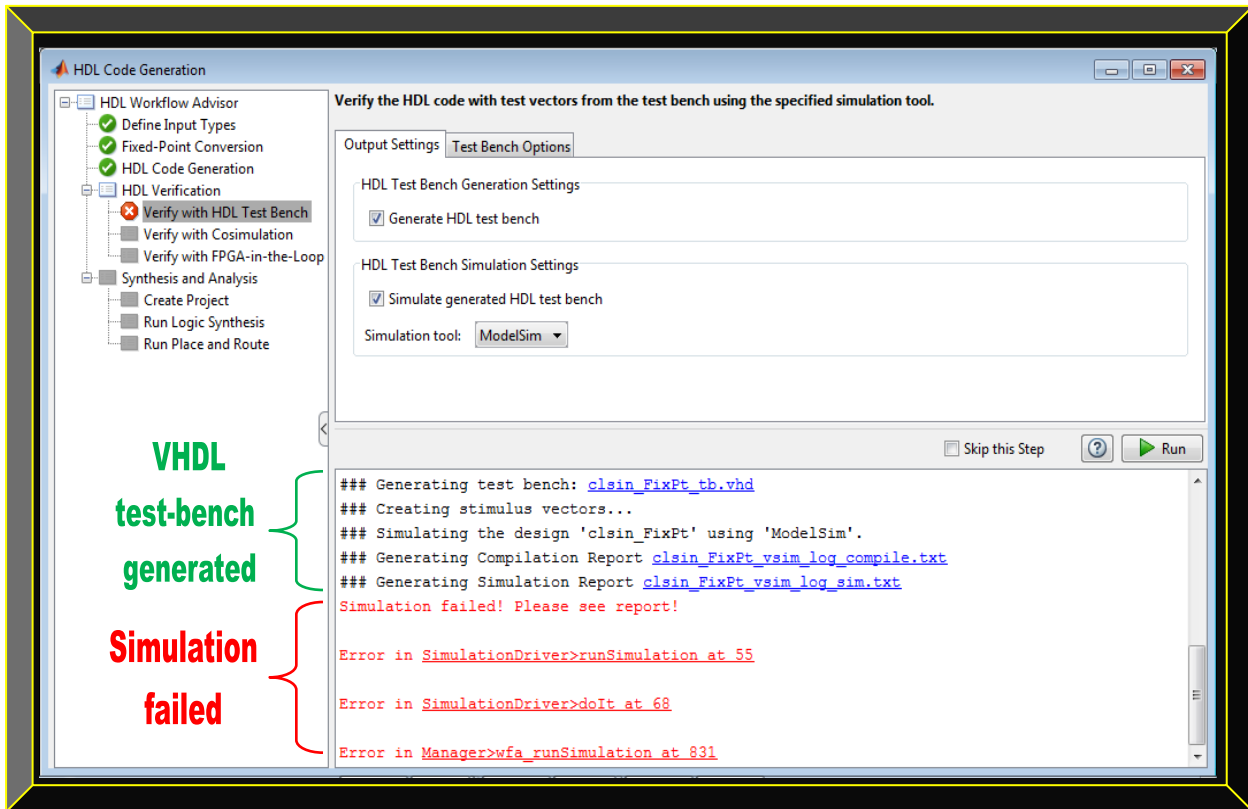 HDL Code Generation
HDL Workflow Advisor
Define Input Types
Fixed-Point Conversion
HDL Code Generation
HDL Verification
Verify with HDL Test Bench
Verify with Cosimulation
Verify with FPGA-in-the-Loop
Synthesis and Analysis
Create Project
Run Logic Synthesis
Run Place and Route
Verify the HDL code with test vectors from the test bench using the specified simulation tool.
Output Settings
Test Bench Options
HDL Test Bench Generation Settings
Generate HDL test bench
HDL Test Bench Simulation Settings
Simulate generated HDL test bench
Simulation tool: ModelSim
Skip this Step
Run
VHDL
test-bench
generated
### Generating test bench: clsin_FixPt_tb.vhd
### Creating stimulus vectors...
### Simulating the design 'clsin_FixPt' using 'ModelSim'.
### Generating Compilation Report clsin_FixPt_vsim_log_compile.txt
### Generating Simulation Report clsin_FixPt_vsim_log_sim.txt
Simulation
failed
Simulation failed! Please see report!
Error in SimulationDriver>runSimulation at 55
Error in SimulationDriver>doIt at 68
Error in Manager>wfa_runSimulation at 831